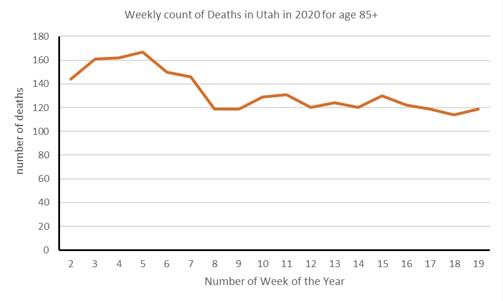 Weekly count of Deaths in Utah in 2020 for age 85+
180
160
140
120
100
80
60
40
20
0
number of deaths
2 3 4 5 6 7 8 9 10 11 12 13 14 15 16 17 18 19
Number of Week of the Year